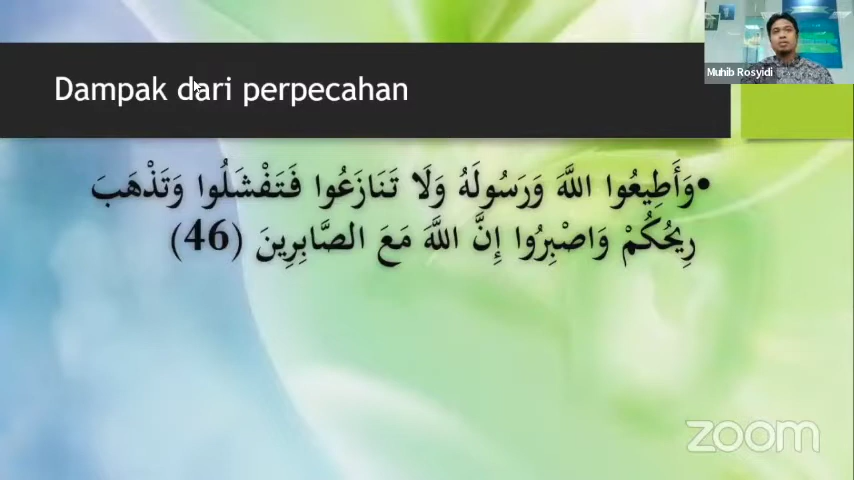 Muhib Rosyidi
Dampak dari perpecahan
•وَأَطِيعُوا اللَّهَ وَرَسُولَهُ وَلَا تَنَازَعُوا فَتَفْشَلُوا وَتَذْهَبَ
رِيحُكُمْ وَاصْبِرُوا إِنَّ اللَّهَ مَعَ الصَّابِرِينَ (46)
zoom